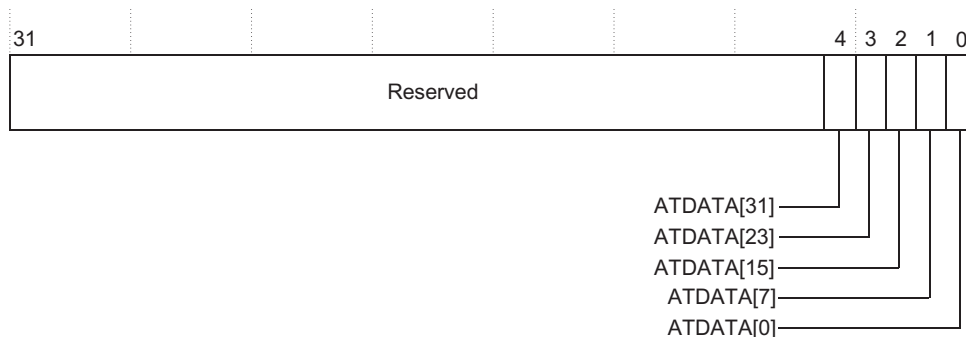 31 4 3 2 1 0
Reserved
ATDATA[31]
ATDATA[23]
ATDATA[15]
ATDATA[7]
ATDATA[0]